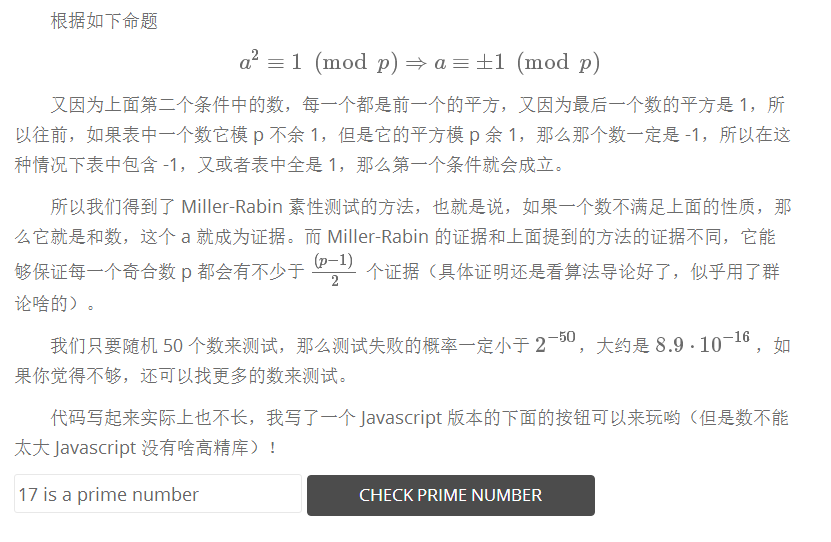 根据如下命题
a² ≡ 1 (mod p) ⇒ a ≡ ±1 (mod p)
又因为上面第二个条件中的数，每一个都是前一个的平方，又因为最后一个数的平方是 1，所
以往前，如果表中一个数它模 p 不余 1，但是它的平方模 p 余 1，那么那个数一定是 -1，所以在这
种情况下表中包含 -1，又或者表中全是 1，那么第一个条件就会成立。
所以我们得到了 Miller-Rabin 素性测试的方法，也就是说，如果一个数不满足上面的性质，那
么它就是和数，这个 a 就成为证据。而 Miller-Rabin 的证据和上面提到的方法的证据不同，它能
够保证每一个奇合数 p 都会有不少于 (p−1)/2 个证据（具体证明还是看算法导论好了，似乎用了群
论啥的）。
我们只要随机 50 个数来测试，那么测试失败的概率一定小于 2⁻⁵⁰，大约是 8.9 · 10⁻¹⁶，如
果你觉得不够，还可以找更多的数来测试。
代码写起来实际上也不长，我写了一个 Javascript 版本的下面的按钮可以来玩哟（但是数不能
太大 Javascript 没有啥高精库）！
17 is a prime number CHECK PRIME NUMBER